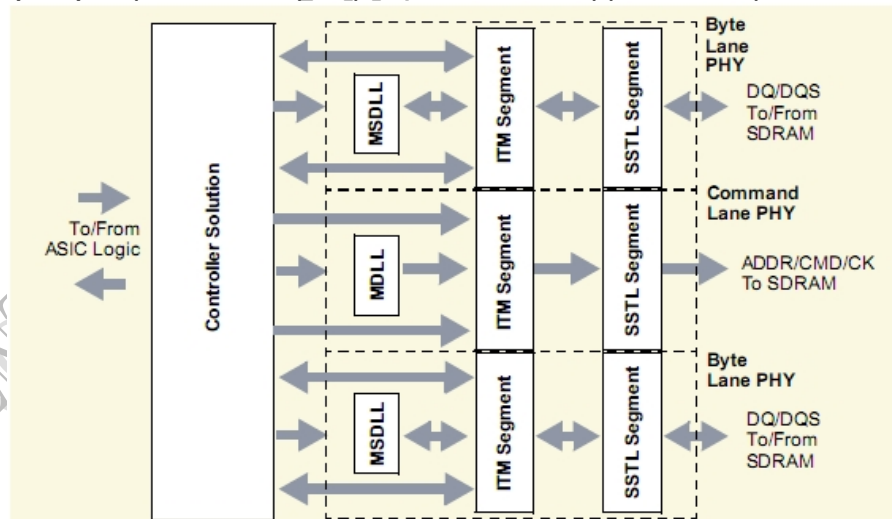 Byte
Lane
PHY
MSDLL
ITM Segment
SSTL Segment
DQ/DQS
To/From
SDRAM
To/From
ASIC Logic
Controller Solution
Command
Lane PHY
MDLL
ITM Segment
SSTL Segment
ADDR/CMD/CK
To SDRAM
Byte
Lane PHY
MSDLL
ITM Segment
SSTL Segment
DQ/DQS
To/From
SDRAM